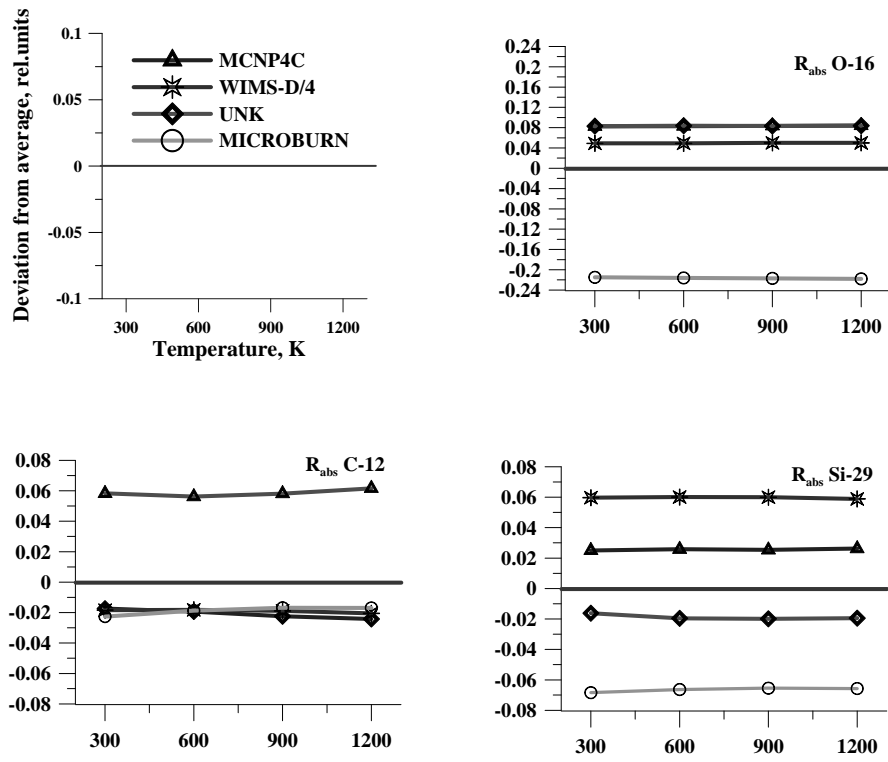 Deviation from average, rel.units
0.1
0.05
0
-0.05
-0.1
MCNP4C
WIMS-D/4
UNK
MICROBURN
300 600 900 1200
Temperature, K
Rabs O-16
0.24
0.2
0.16
0.12
0.08
0.04
0
-0.04
-0.08
-0.12
-0.16
-0.2
-0.24
300 600 900 1200
Rabs C-12
0.08
0.06
0.04
0.02
0
-0.02
-0.04
-0.06
-0.08
300 600 900 1200
Rabs Si-29
0.08
0.06
0.04
0.02
0
-0.02
-0.04
-0.06
-0.08
300 600 900 1200